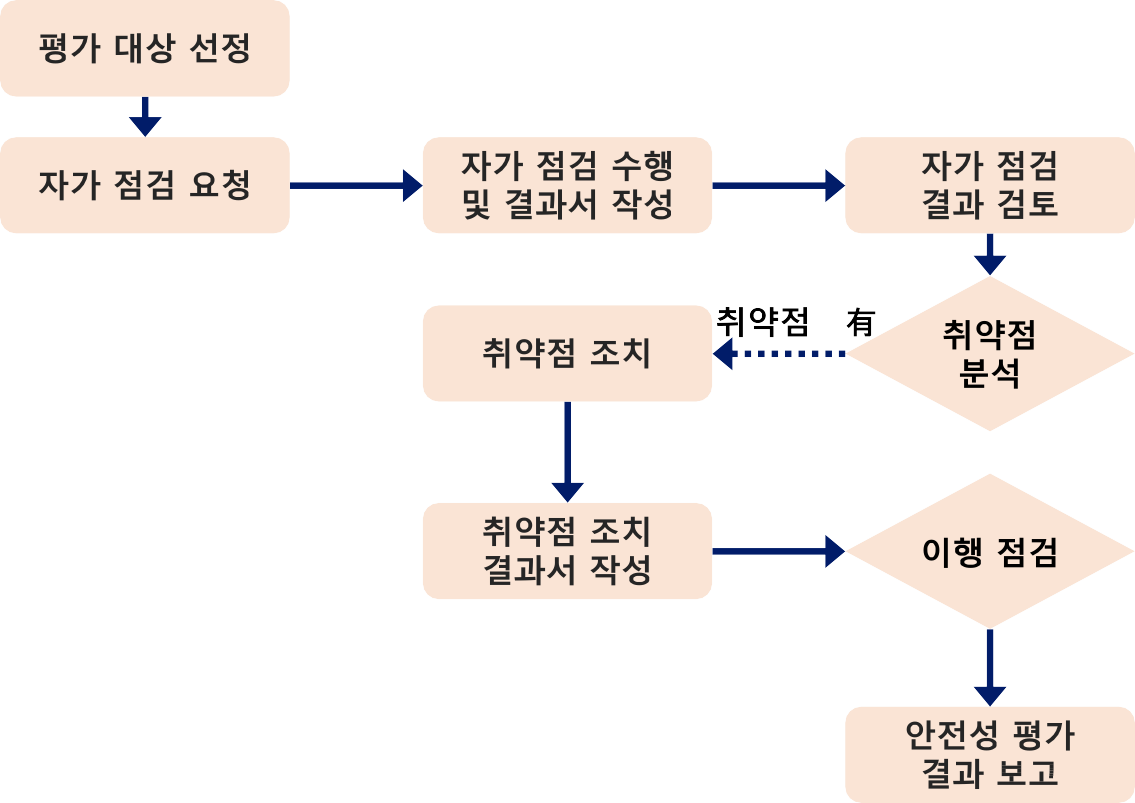 평가 대상 선정
자가 점검 요청
자가 점검 수행
및 결과서 작성
자가 점검
결과 검토
취약점 有
취약점
분석
취약점 조치
취약점 조치
결과서 작성
이행 점검
안전성 평가
결과 보고